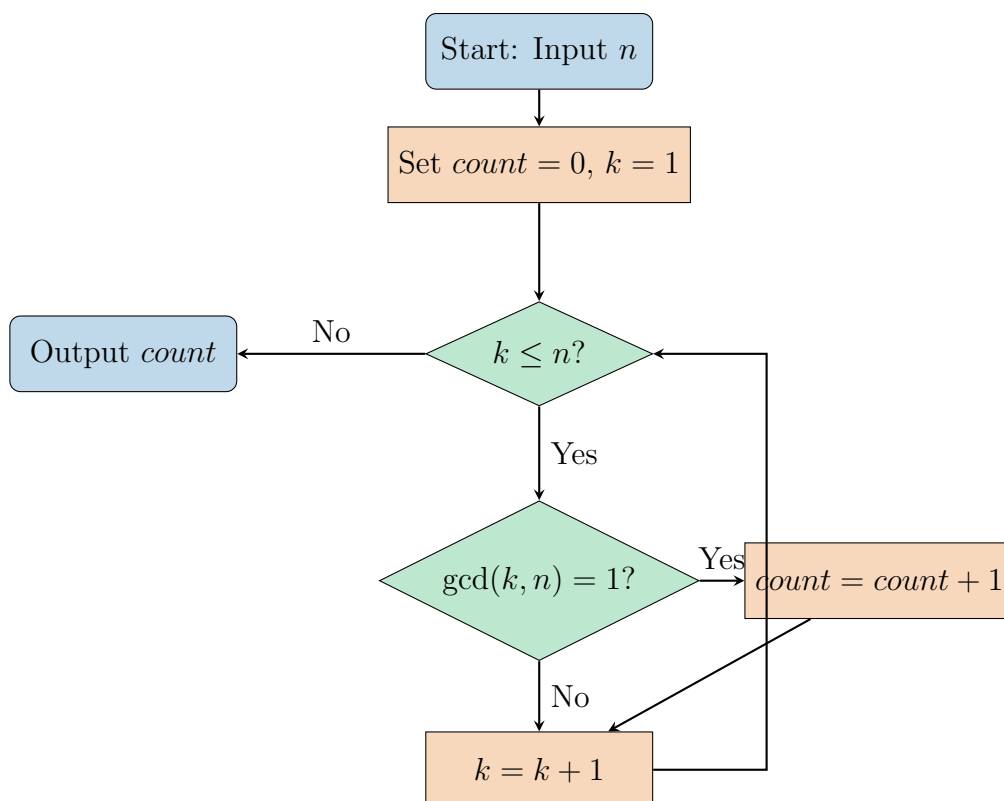 Start: Input n
Set count = 0, k = 1
No
k ≤ n?
Output count
Yes
gcd(k, n) = 1?
Yes
count = count + 1
No
k = k + 1